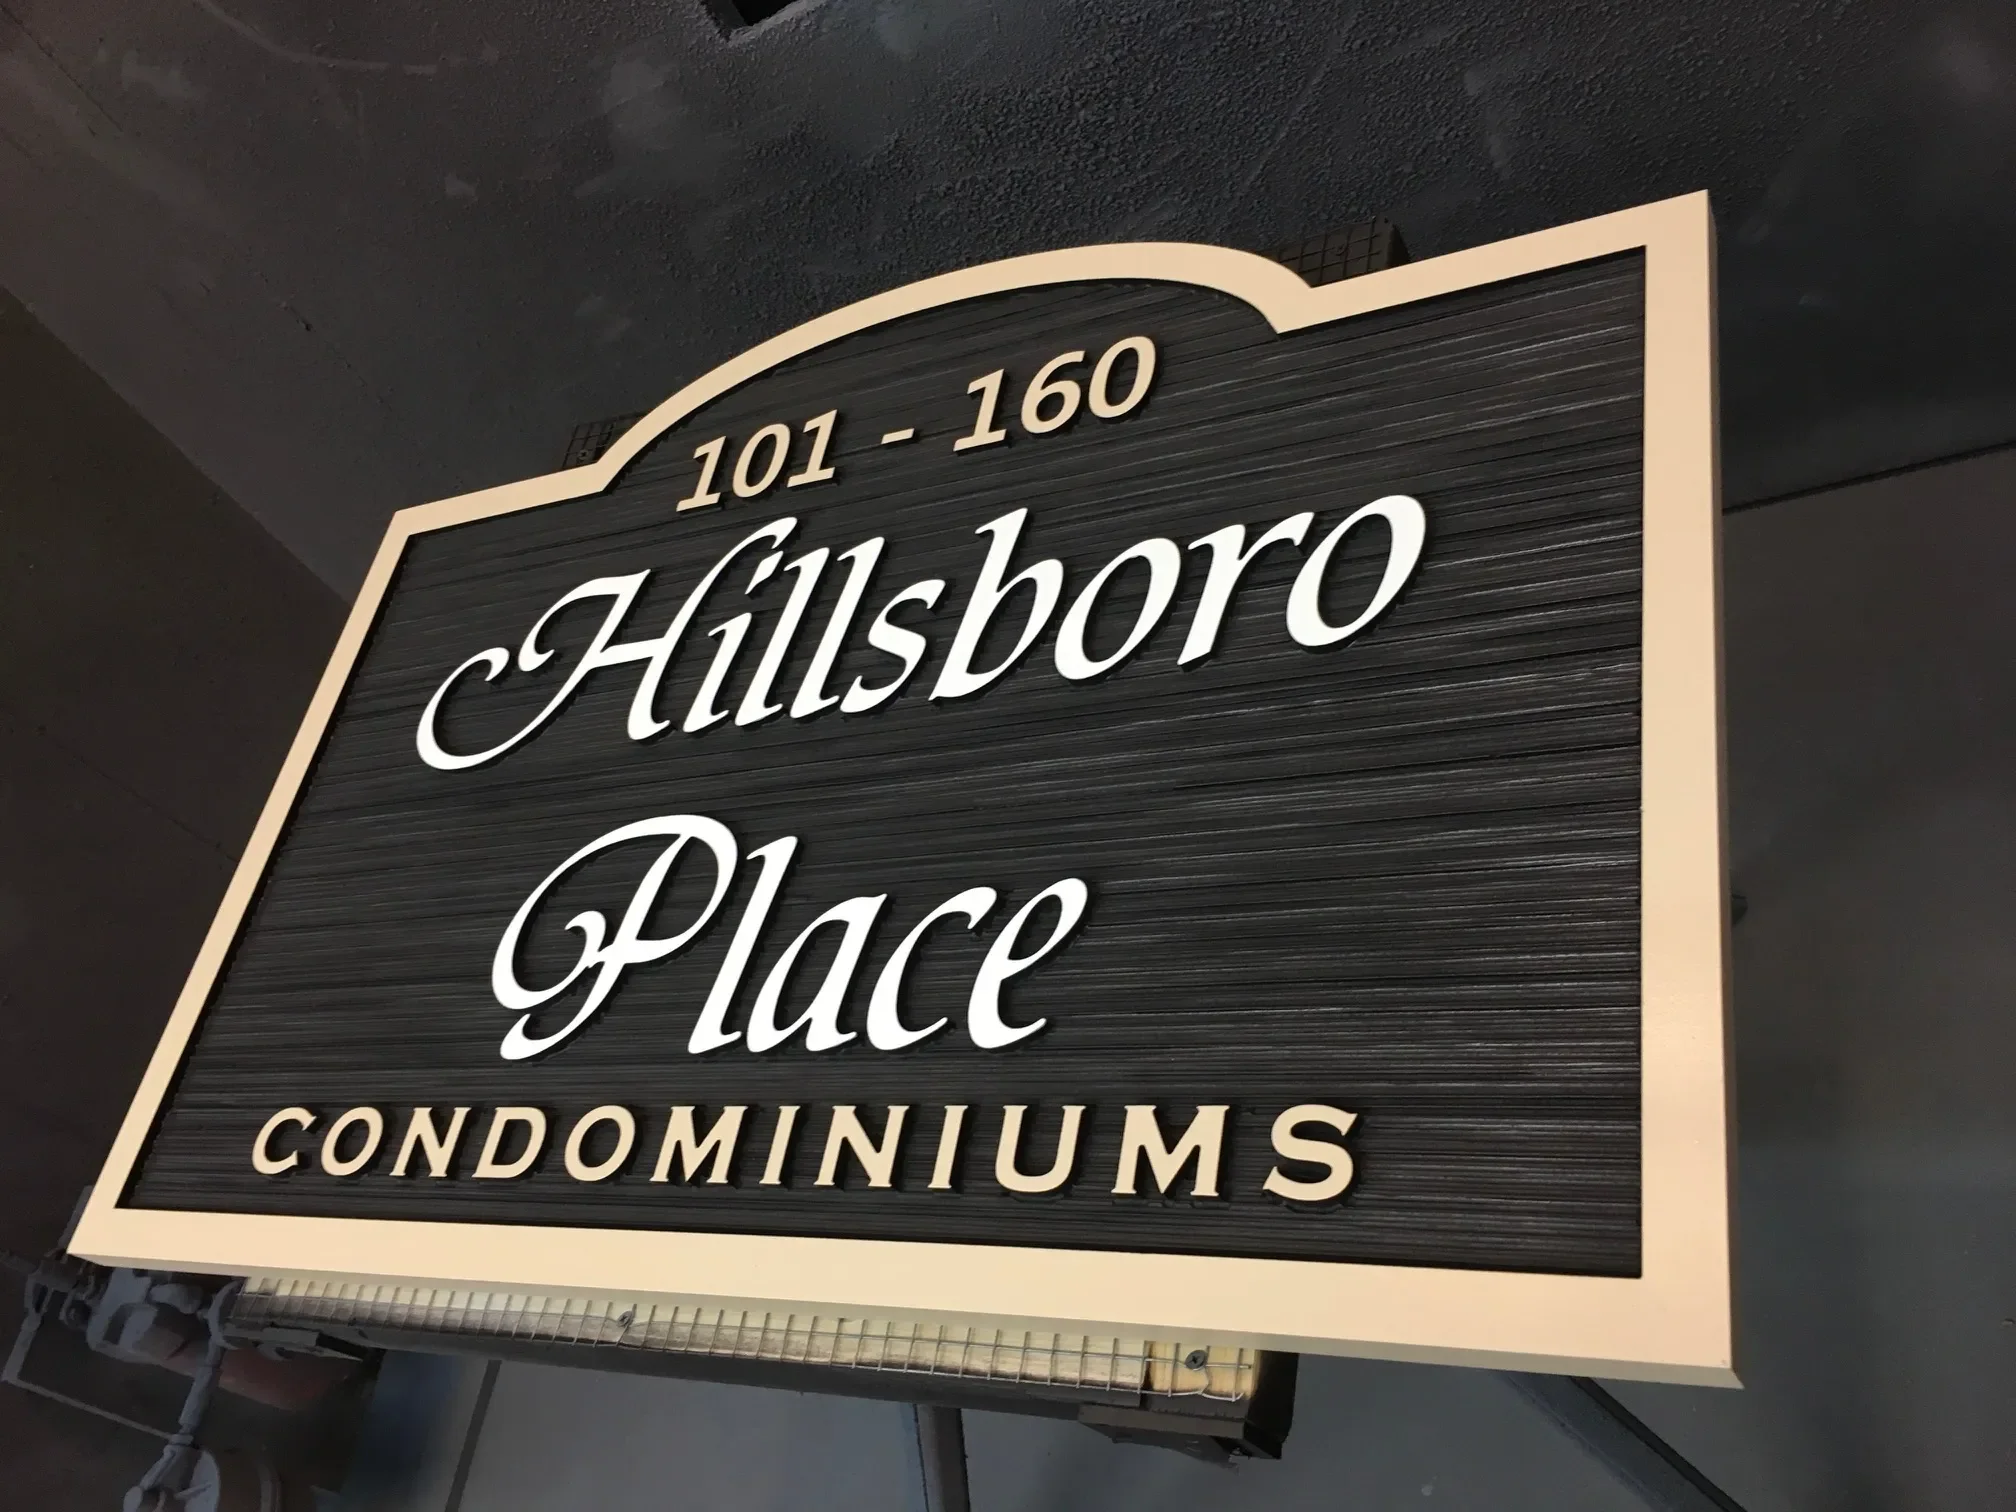 101 - 160
Hillsboro
Place
CONDOMINIUMS